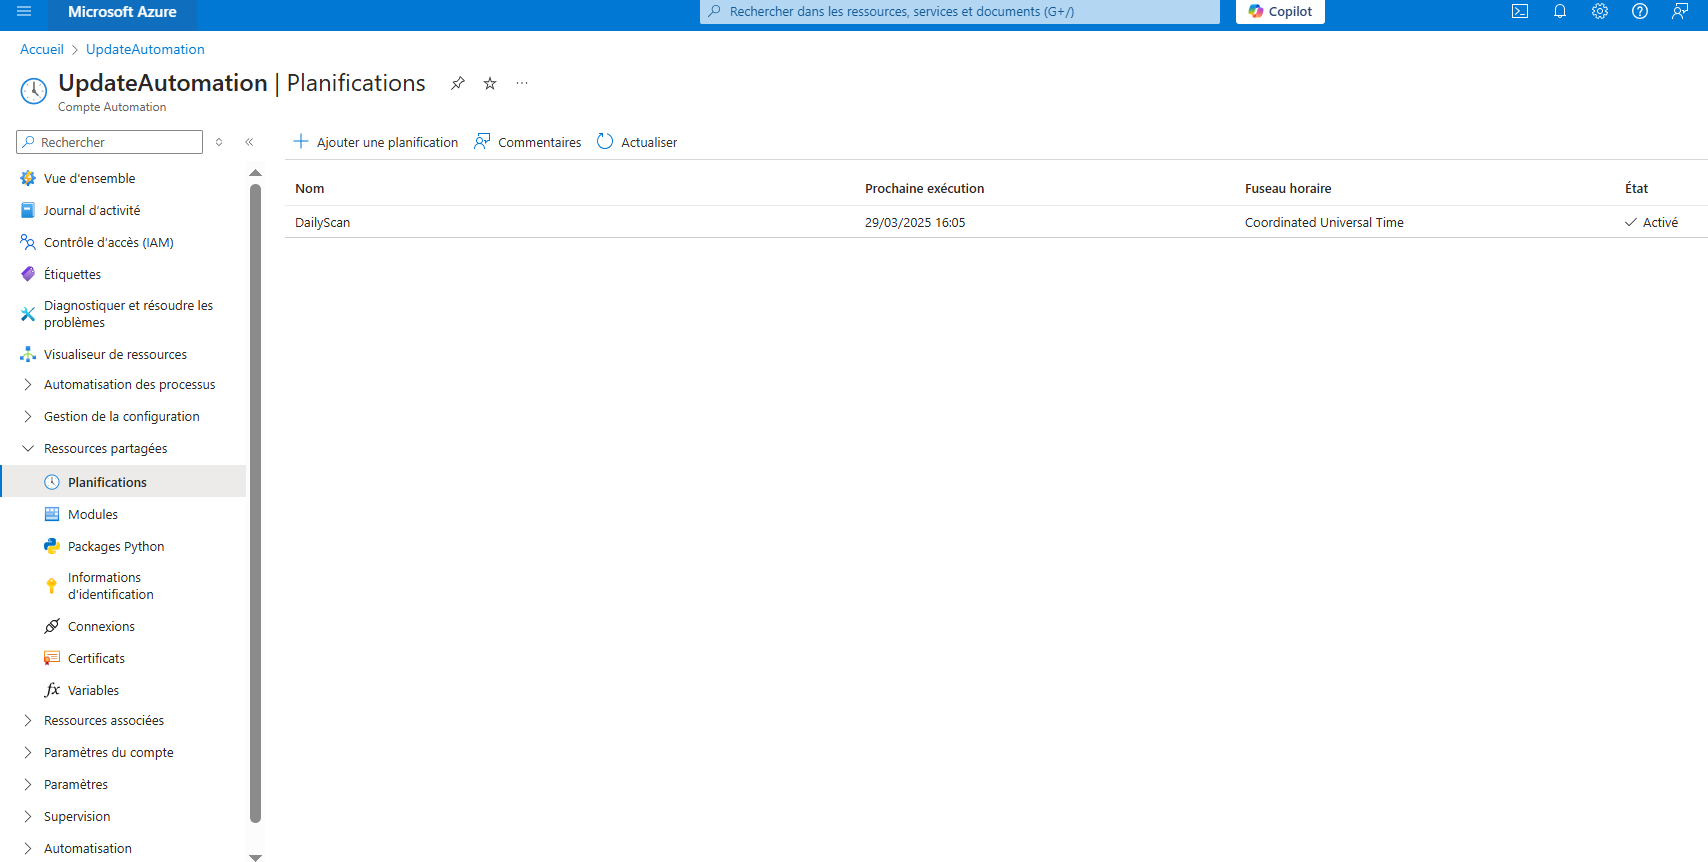 Microsoft Azure
Rechercher dans les ressources, services et documents (G+/)
Copilot
Accueil > UpdateAutomation
UpdateAutomation | Planifications
Compte Automation
Rechercher
Ajouter une planification
Commentaires
Actualiser
Vue d'ensemble
Journal d'activité
Contrôle d'accès (IAM)
Étiquettes
Diagnostiquer et résoudre les
problèmes
Visualiseur de ressources
Automatisation des processus
Gestion de la configuration
Ressources partagées
Planifications
Modules
Packages Python
Informations
d'identification
Connexions
Certificats
fx Variables
Ressources associées
Paramètres du compte
Paramètres
Supervision
Automatisation
Nom Prochaine exécution Fuseau horaire État
DailyScan 29/03/2025 16:05 Coordinated Universal Time Activé